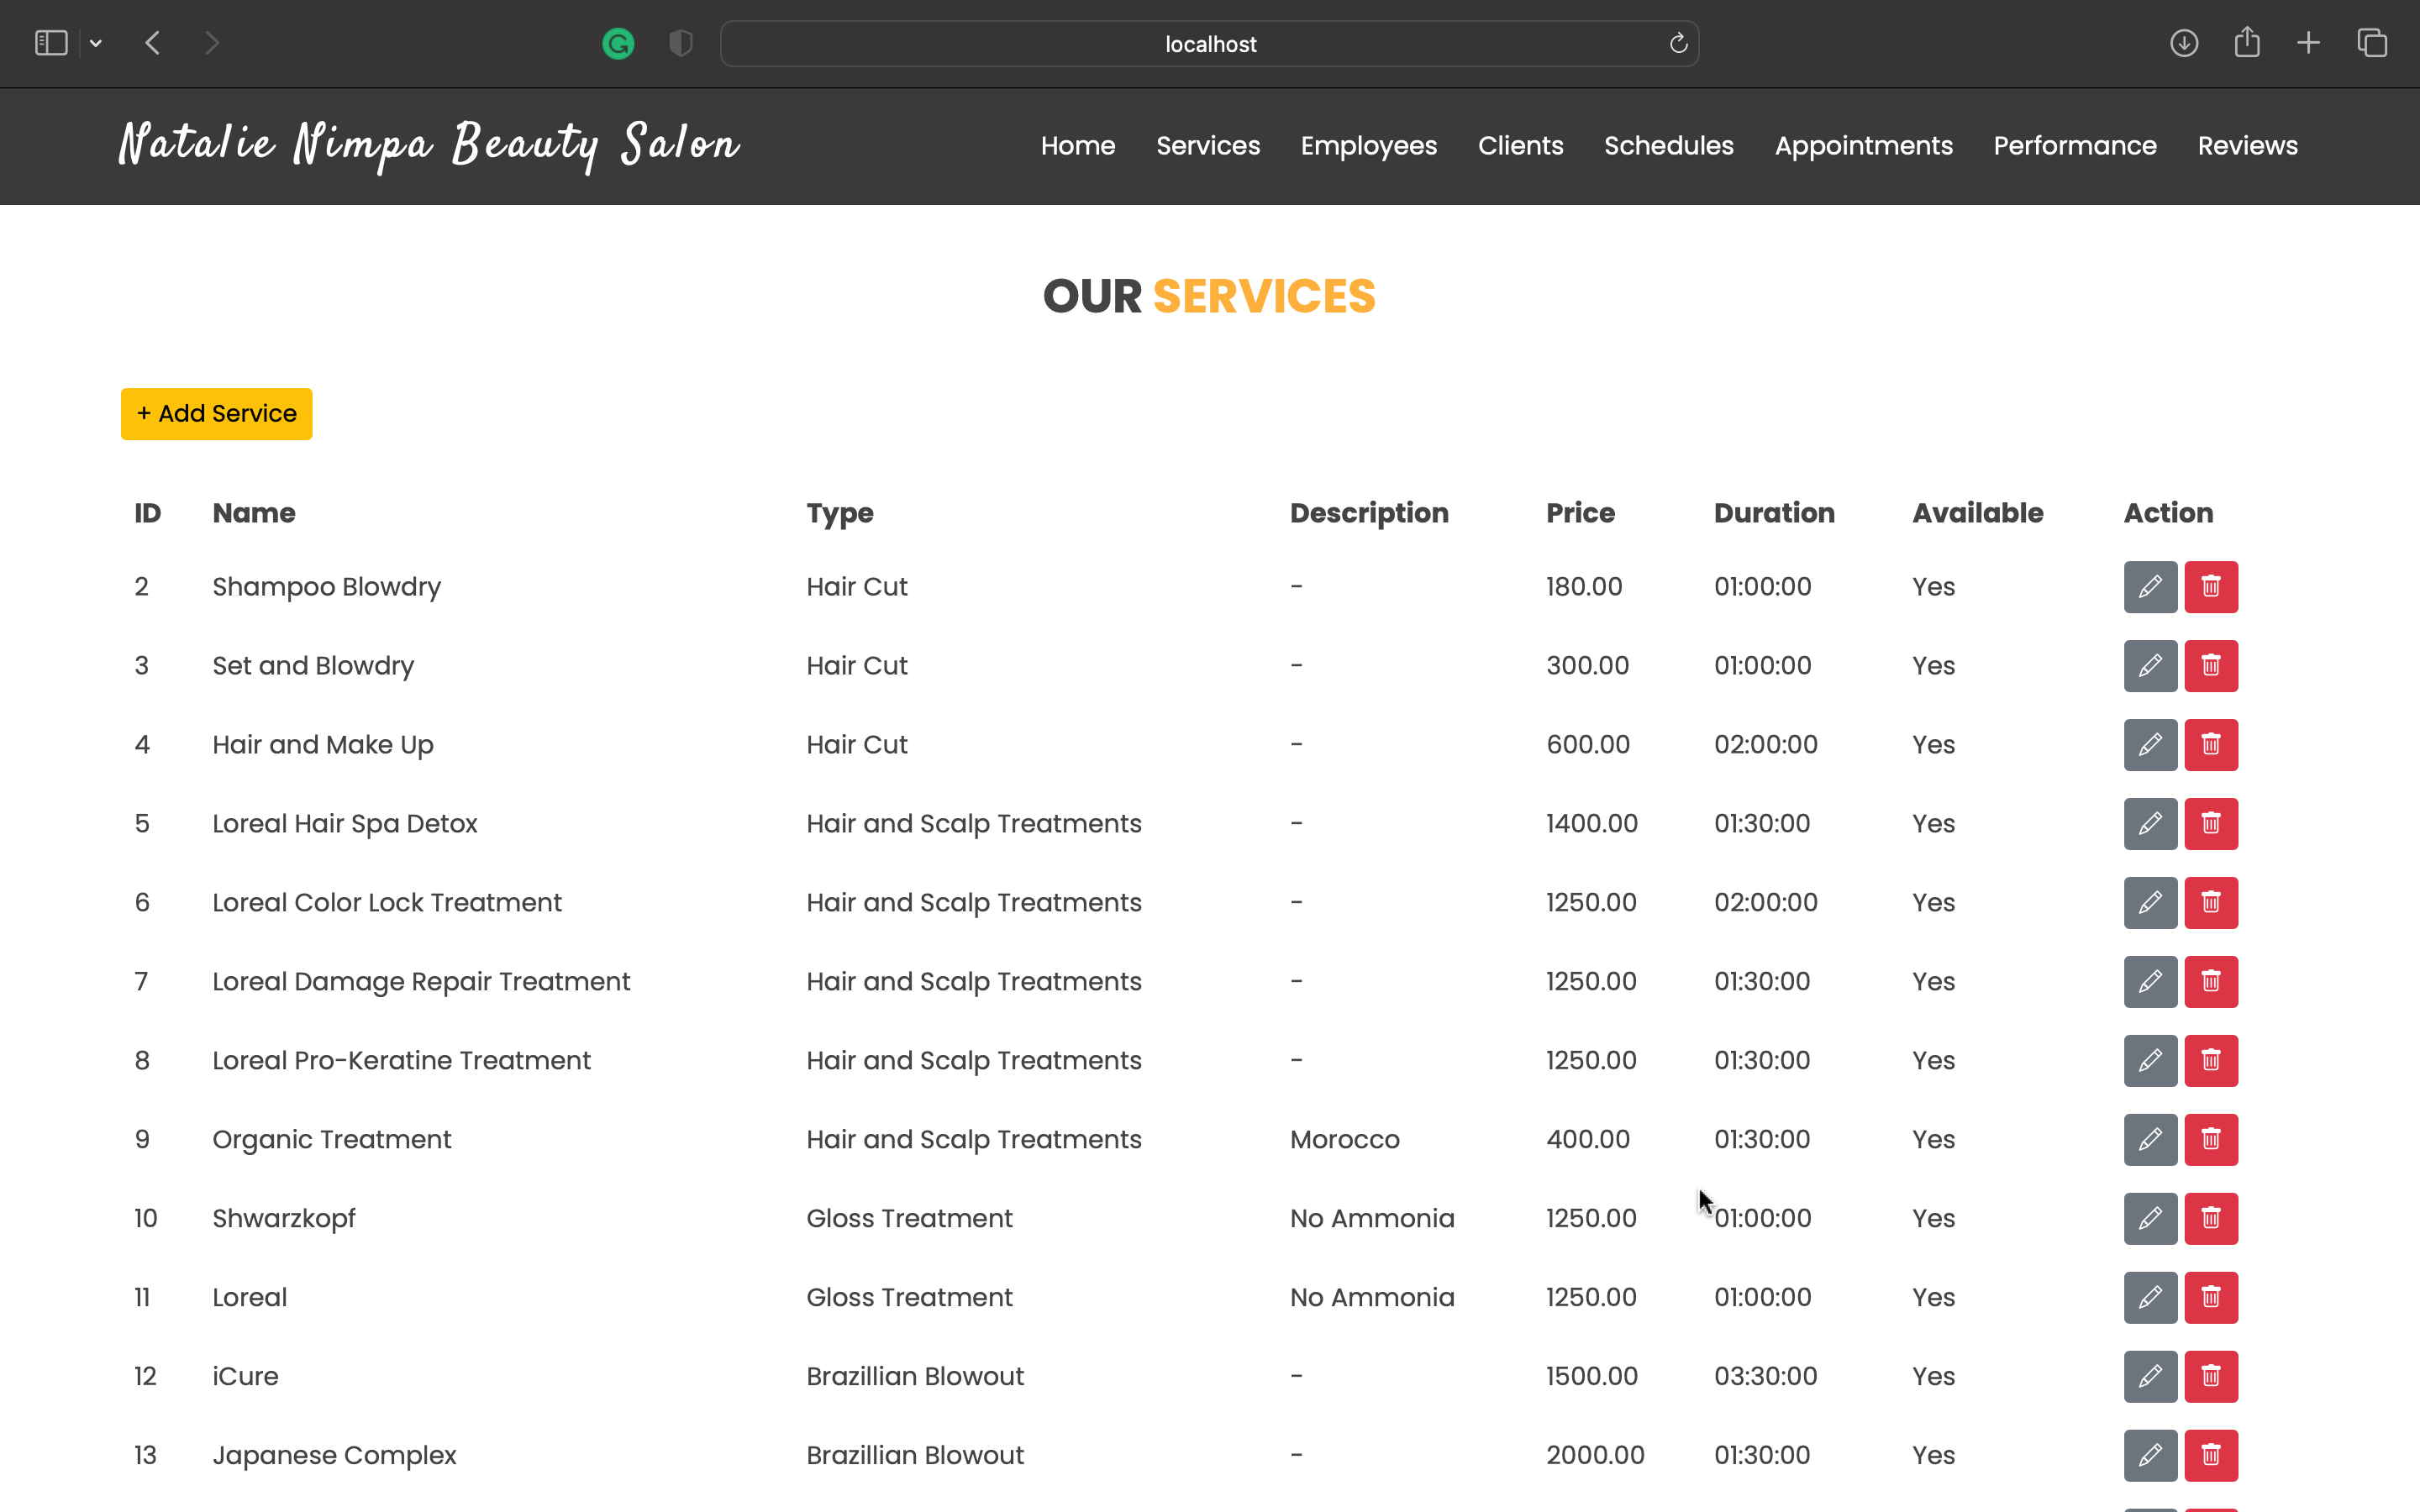 localhost
Natalie Nimpa Beauty Salon Home Services Employees Clients Schedules Appointments Performance Reviews
OUR SERVICES
+ Add Service
ID Name Type Description Price Duration Available Action
2 Shampoo Blowdry Hair Cut - 180.00 01:00:00 Yes
3 Set and Blowdry Hair Cut - 300.00 01:00:00 Yes
4 Hair and Make Up Hair Cut - 600.00 02:00:00 Yes
5 Loreal Hair Spa Detox Hair and Scalp Treatments - 1400.00 01:30:00 Yes
6 Loreal Color Lock Treatment Hair and Scalp Treatments - 1250.00 02:00:00 Yes
7 Loreal Damage Repair Treatment Hair and Scalp Treatments - 1250.00 01:30:00 Yes
8 Loreal Pro-Keratine Treatment Hair and Scalp Treatments - 1250.00 01:30:00 Yes
9 Organic Treatment Hair and Scalp Treatments Morocco 400.00 01:30:00 Yes
10 Shwarzkopf Gloss Treatment No Ammonia 1250.00 01:00:00 Yes
11 Loreal Gloss Treatment No Ammonia 1250.00 01:00:00 Yes
12 iCure Brazillian Blowout - 1500.00 03:30:00 Yes
13 Japanese Complex Brazillian Blowout - 2000.00 01:30:00 Yes